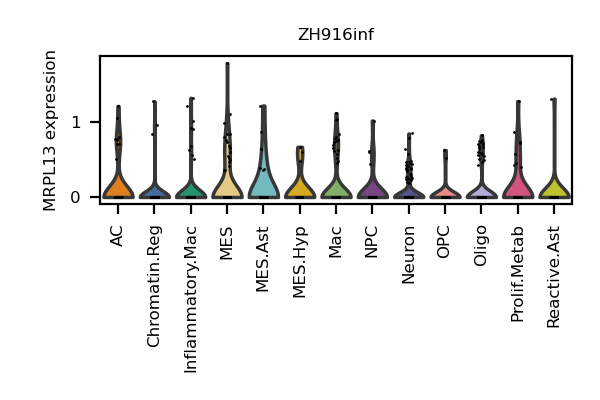 ZH916inf
MRPL13 expression
1
0
AC
Chromatin.Reg
Inflammatory.Mac
MES
MES.Ast
MES.Hyp
Mac
NPC
Neuron
OPC
Oligo
Prolif.Metab
Reactive.Ast